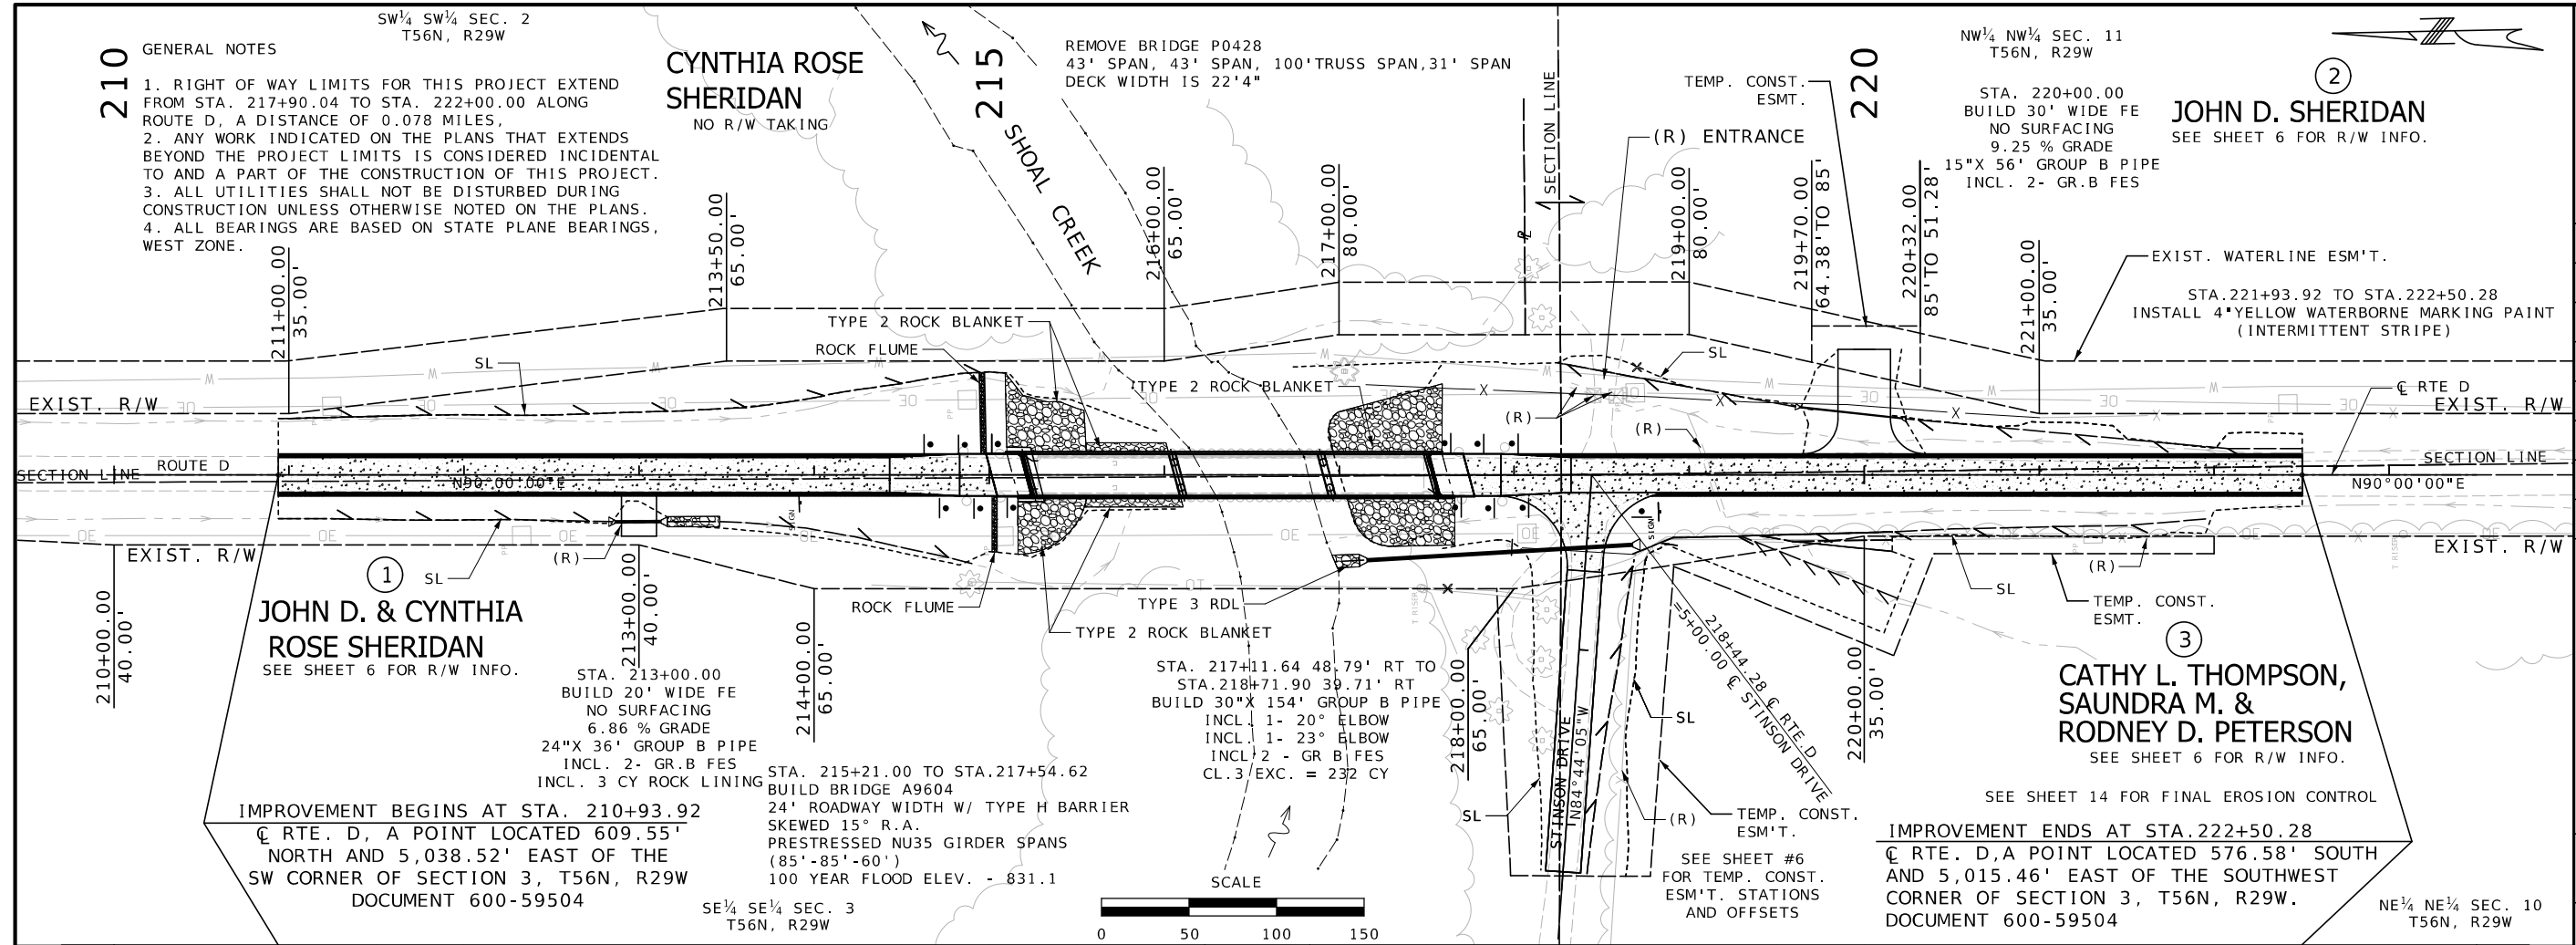 SW¼ SW¼ SEC. 2
T56N, R29W
210
GENERAL NOTES
1. RIGHT OF WAY LIMITS FOR THIS PROJECT EXTEND
FROM STA. 217+90.04 TO STA. 222+00.00 ALONG
ROUTE D, A DISTANCE OF 0.078 MILES,
2. ANY WORK INDICATED ON THE PLANS THAT EXTENDS
BEYOND THE PROJECT LIMITS IS CONSIDERED INCIDENTAL
TO AND A PART OF THE CONSTRUCTION OF THIS PROJECT.
3. ALL UTILITIES SHALL NOT BE DISTURBED DURING
CONSTRUCTION UNLESS OTHERWISE NOTED ON THE PLANS.
4. ALL BEARINGS ARE BASED ON STATE PLANE BEARINGS,
WEST ZONE.
CYNTHIA ROSE
SHERIDAN
NO R/W TAKING
215
SHOAL CREEK
REMOVE BRIDGE P0428
43' SPAN, 43' SPAN, 100'TRUSS SPAN,31' SPAN
DECK WIDTH IS 22'4"
SECTION LINE
TEMP. CONST.
ESMT.
(R) ENTRANCE
220
NW¼ NW¼ SEC. 11
T56N, R29W
STA. 220+00.00
BUILD 30' WIDE FE
NO SURFACING
9.25 % GRADE
15"X 56' GROUP B PIPE
INCL. 2- GR.B FES
2
JOHN D. SHERIDAN
SEE SHEET 6 FOR R/W INFO.
211+00.00
35.00'
213+50.00
65.00'
216+00.00
65.00'
217+00.00
80.00'
219+00.00
80.00'
219+70.00
64.38'TO 85'
220+32.00
85'TO 51.28'
221+00.00
35.00'
EXIST. WATERLINE ESM'T.
STA.221+93.92 TO STA.222+50.28
INSTALL 4"YELLOW WATERBORNE MARKING PAINT
(INTERMITTENT STRIPE)
TYPE 2 ROCK BLANKET
ROCK FLUME
SL
TYPE 2 ROCK BLANKET
SL
(R)
(R)
℄ RTE D
EXIST. R/W
EXIST. R/W
SECTION LINE
ROUTE D
N90°00'00"E
SECTION LINE
N90°00'00"E
SIGN
SIGN
EXIST. R/W
(R)
SL
EXIST. R/W
(R)
SL
TEMP. CONST.
ESMT.
1
JOHN D. & CYNTHIA
ROSE SHERIDAN
SEE SHEET 6 FOR R/W INFO.
210+00.00
40.00'
213+00.00
40.00'
214+00.00
65.00'
ROCK FLUME
TYPE 3 RDL
TYPE 2 ROCK BLANKET
STA. 213+00.00
BUILD 20' WIDE FE
NO SURFACING
6.86 % GRADE
24"X 36' GROUP B PIPE
INCL. 2- GR.B FES
INCL. 3 CY ROCK LINING
STA. 217+11.64 48.79' RT TO
STA.218+71.90 39.71' RT
BUILD 30"X 154' GROUP B PIPE
INCL. 1- 20° ELBOW
INCL. 1- 23° ELBOW
INCL 2 - GR B FES
CL.3 EXC. = 232 CY
218+00.00
65.00'
218+44.28 ℄ RTE.D
=5+00.00 ℄ STINSON DRIVE
STINSON DRIVE
N84°44'05"W
220+00.00
35.00'
3
CATHY L. THOMPSON,
SAUNDRA M. &
RODNEY D. PETERSON
SEE SHEET 6 FOR R/W INFO.
SL
SL
(R)
TEMP. CONST.
ESM'T.
SEE SHEET #6
FOR TEMP. CONST.
ESM'T. STATIONS
AND OFFSETS
STA. 215+21.00 TO STA.217+54.62
BUILD BRIDGE A9604
24' ROADWAY WIDTH W/ TYPE H BARRIER
SKEWED 15° R.A.
PRESTRESSED NU35 GIRDER SPANS
(85'-85'-60')
100 YEAR FLOOD ELEV. - 831.1
IMPROVEMENT BEGINS AT STA. 210+93.92
℄ RTE. D, A POINT LOCATED 609.55'
NORTH AND 5,038.52' EAST OF THE
SW CORNER OF SECTION 3, T56N, R29W
DOCUMENT 600-59504
SE¼ SE¼ SEC. 3
T56N, R29W
SCALE
0 50 100 150
SEE SHEET 14 FOR FINAL EROSION CONTROL
IMPROVEMENT ENDS AT STA.222+50.28
℄ RTE. D,A POINT LOCATED 576.58' SOUTH
AND 5,015.46' EAST OF THE SOUTHWEST
CORNER OF SECTION 3, T56N, R29W.
DOCUMENT 600-59504
NE¼ NE¼ SEC. 10
T56N, R29W